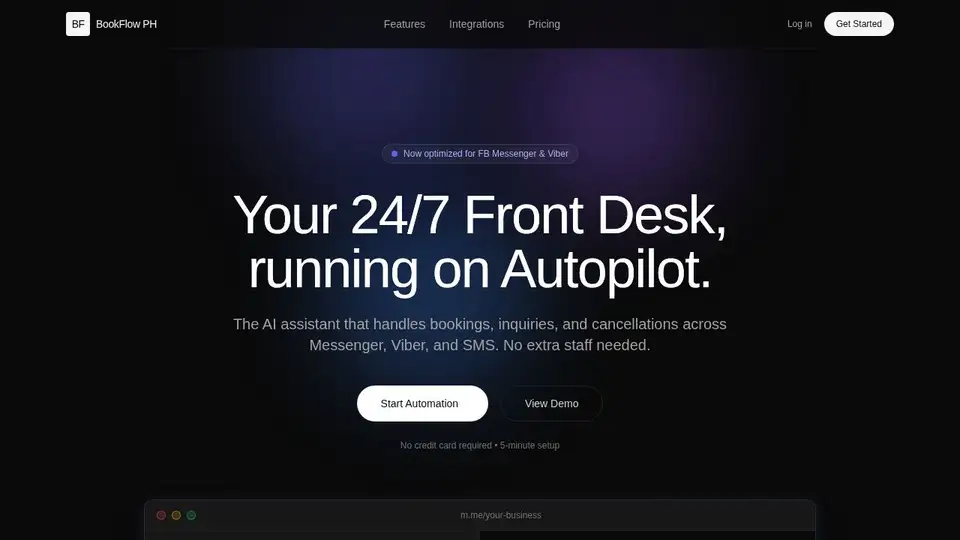 BF BookFlow PH
Features Integrations Pricing
Log in Get Started
Now optimized for FB Messenger & Viber
Your 24/7 Front Desk,
running on Autopilot.
The AI assistant that handles bookings, inquiries, and cancellations across
Messenger, Viber, and SMS. No extra staff needed.
Start Automation View Demo
No credit card required • 5-minute setup
m.me/your-business